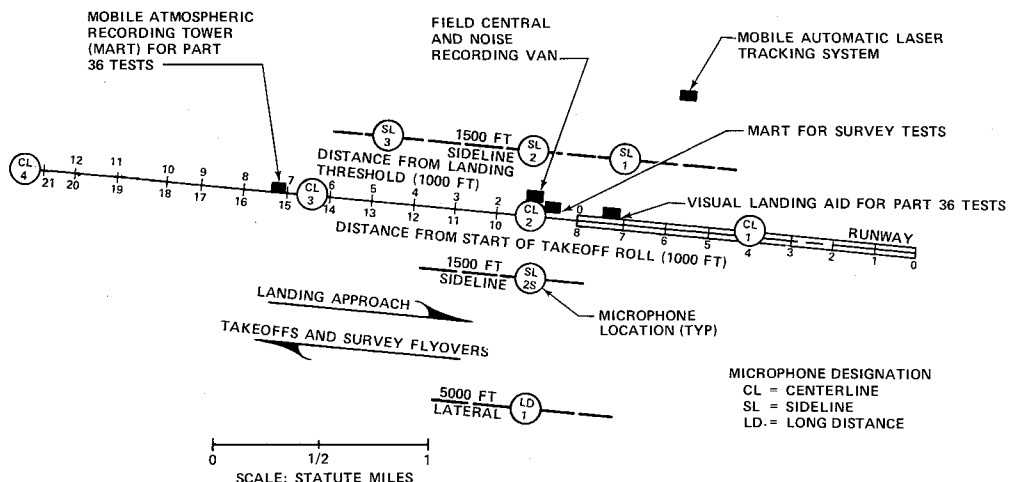 MOBILE ATMOSPHERIC
RECORDING TOWER
(MART) FOR PART
36 TESTS
FIELD CENTRAL
AND NOISE
RECORDING VAN
MOBILE AUTOMATIC LASER
TRACKING SYSTEM
SL
3
1500 FT
SIDELINE
SL
2
SL
1
MART FOR SURVEY TESTS
DISTANCE FROM LANDING
THRESHOLD (1000 FT)
CL
4
12 11 10 9 8 7 6 5 4 3 2 0
CL
3
CL
2
CL
1
VISUAL LANDING AID FOR PART 36 TESTS
RUNWAY
21 20 19 18 17 16 15 14 13 12 11 10 8 7 6 5 4 3 2 1 0
DISTANCE FROM START OF TAKEOFF ROLL (1000 FT)
1500 FT
SIDELINE
SL
2S
MICROPHONE
LOCATION (TYP)
LANDING APPROACH
TAKEOFFS AND SURVEY FLYOVERS
5000 FT
LATERAL
LD
1
MICROPHONE DESIGNATION
CL = CENTERLINE
SL = SIDELINE
LD. = LONG DISTANCE
0 1/2 1
SCALE: STATUTE MILES